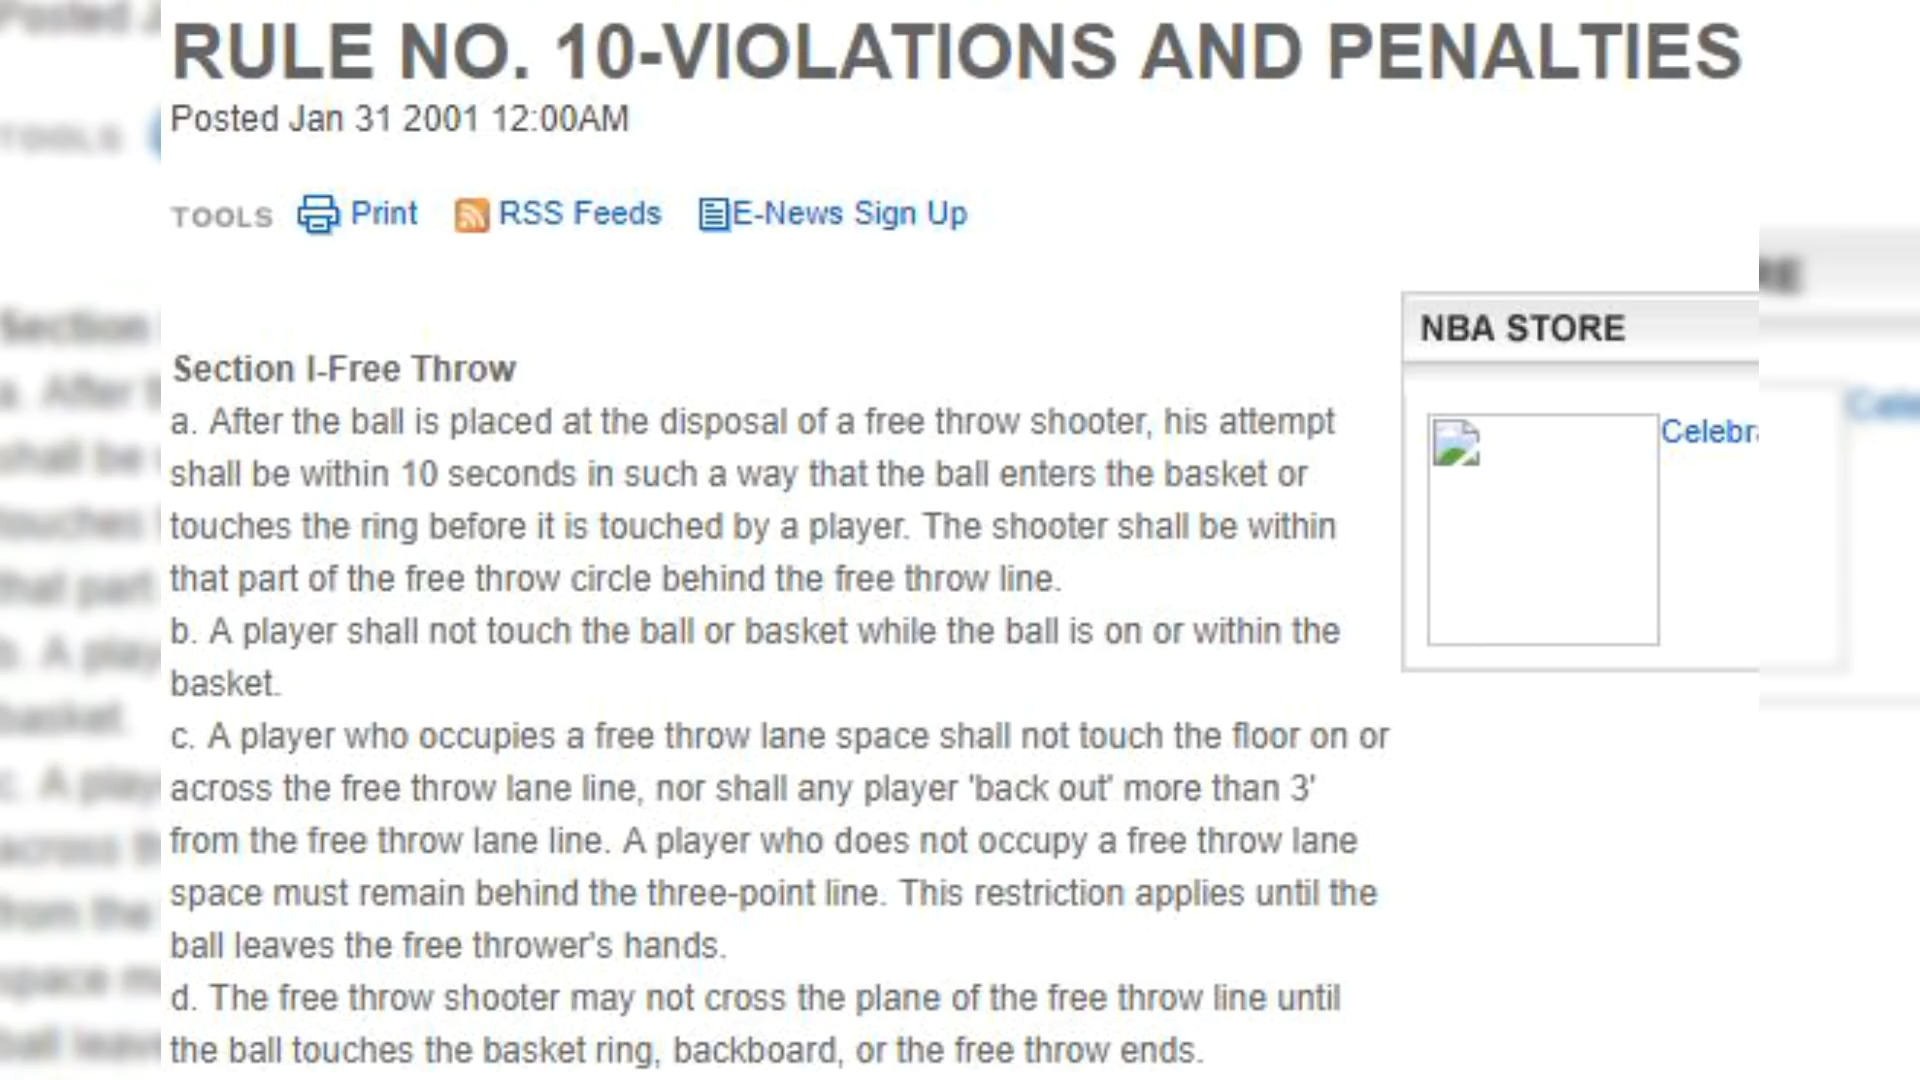 RULE NO. 10-VIOLATIONS AND PENALTIES
Posted Jan 31 2001 12:00AM
TOOLS Print RSS Feeds E-News Sign Up
NBA STORE
Celebr
Section I-Free Throw
a. After the ball is placed at the disposal of a free throw shooter, his attempt
shall be within 10 seconds in such a way that the ball enters the basket or
touches the ring before it is touched by a player. The shooter shall be within
that part of the free throw circle behind the free throw line.
b. A player shall not touch the ball or basket while the ball is on or within the
basket.
c. A player who occupies a free throw lane space shall not touch the floor on or
across the free throw lane line, nor shall any player 'back out' more than 3'
from the free throw lane line. A player who does not occupy a free throw lane
space must remain behind the three-point line. This restriction applies until the
ball leaves the free thrower's hands.
d. The free throw shooter may not cross the plane of the free throw line until
the ball touches the basket ring, backboard, or the free throw ends.